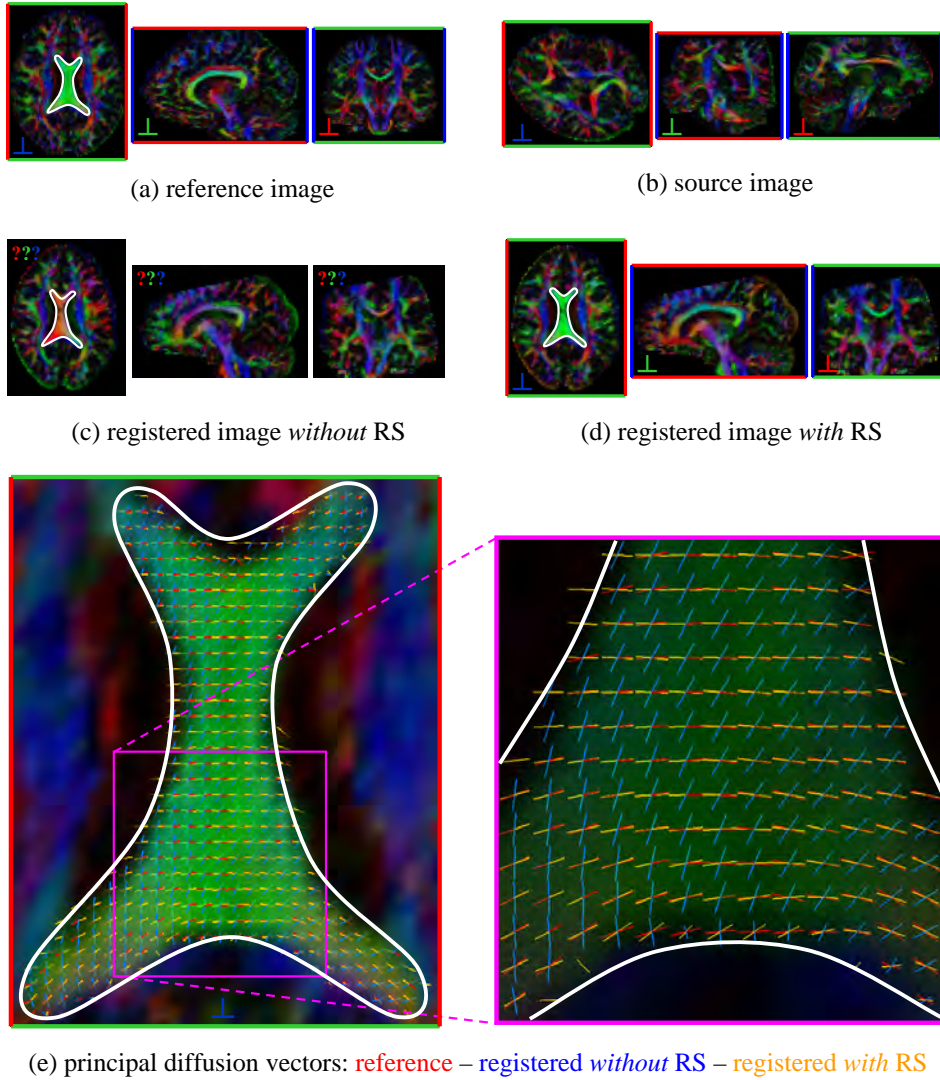 (a) reference image
(b) source image
???
???
???
(c) registered image without RS
(d) registered image with RS
(e) principal diffusion vectors: reference – registered without RS – registered with RS